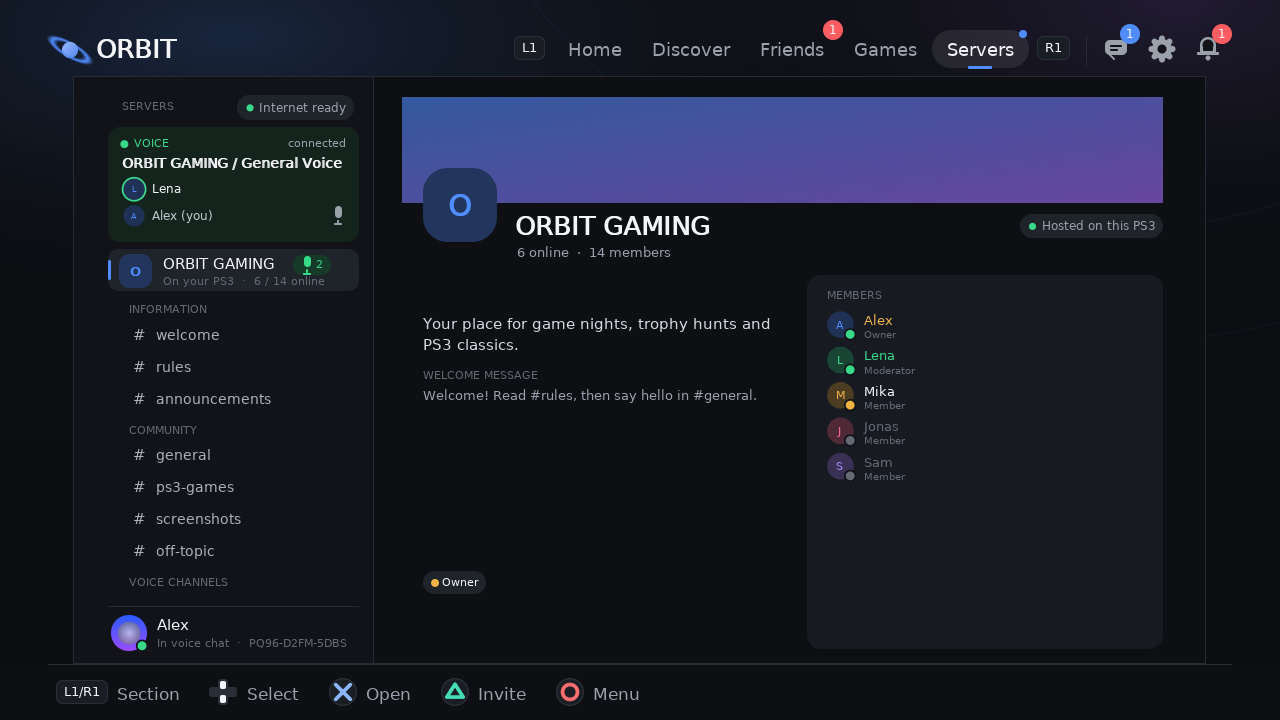 ORBIT
L1 Home Discover Friends 1 Games Servers R1 1 1
SERVERS
Internet ready
VOICE connected
ORBIT GAMING / General Voice
L Lena
A Alex (you)
O ORBIT GAMING 2
On your PS3 · 6 / 14 online
INFORMATION
# welcome
# rules
# announcements
COMMUNITY
# general
# ps3-games
# screenshots
# off-topic
VOICE CHANNELS
Alex
In voice chat · PQ96-D2FM-5DBS
O
ORBIT GAMING
6 online · 14 members
Hosted on this PS3
Your place for game nights, trophy hunts and
PS3 classics.
WELCOME MESSAGE
Welcome! Read #rules, then say hello in #general.
Owner
MEMBERS
A Alex
Owner
L Lena
Moderator
M Mika
Member
J Jonas
Member
S Sam
Member
L1/R1 Section Select Open Invite Menu